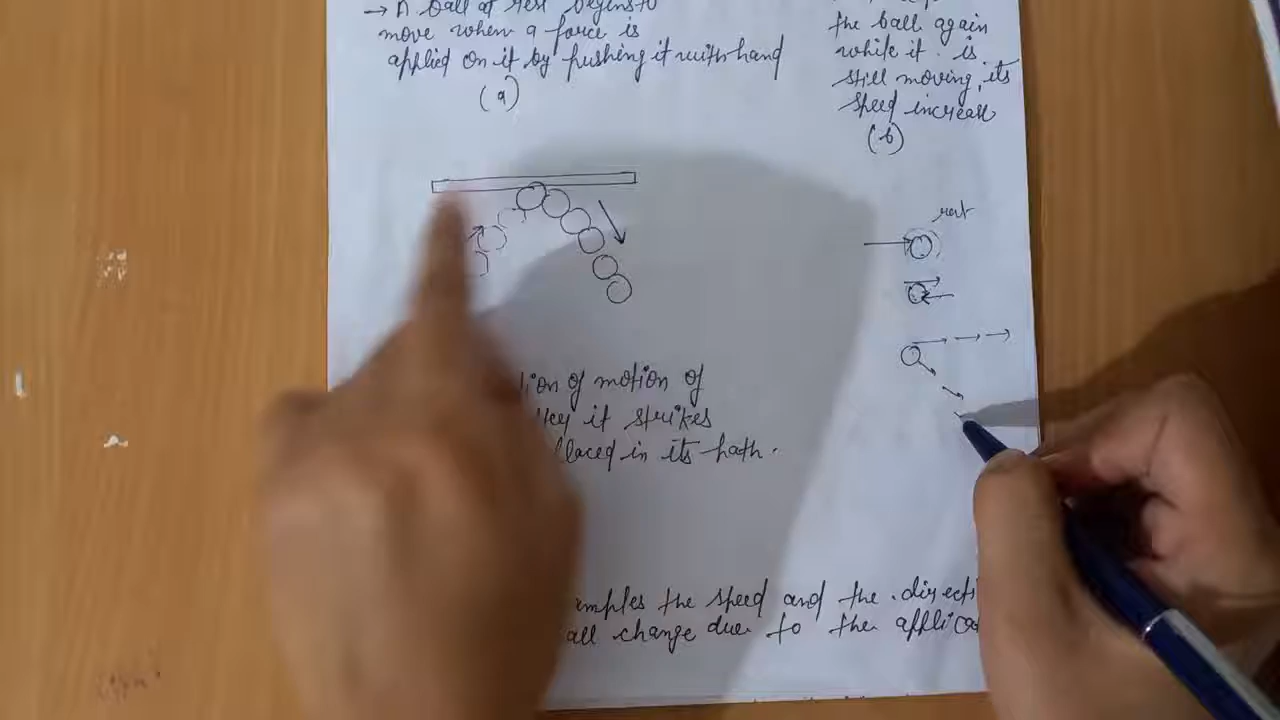 → A ball at rest begins to
move when a force is
applied on it by pushing it with hand
(a)
the ball again
while it is
still moving, its
speed increase
(b)
rest
tion of motion of
it strikes
placed in its path.
amples the speed and the directi
all change due to the applica